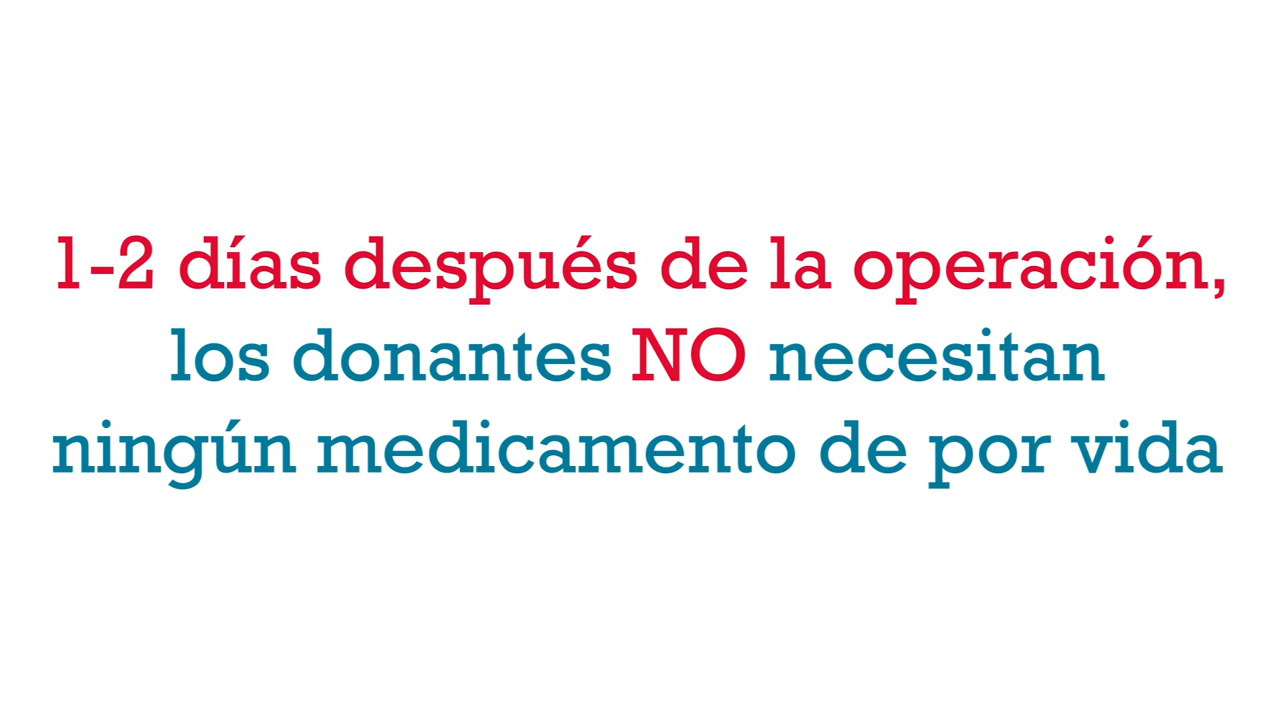 1-2 días después de la operación,
los donantes NO necesitan
ningún medicamento de por vida